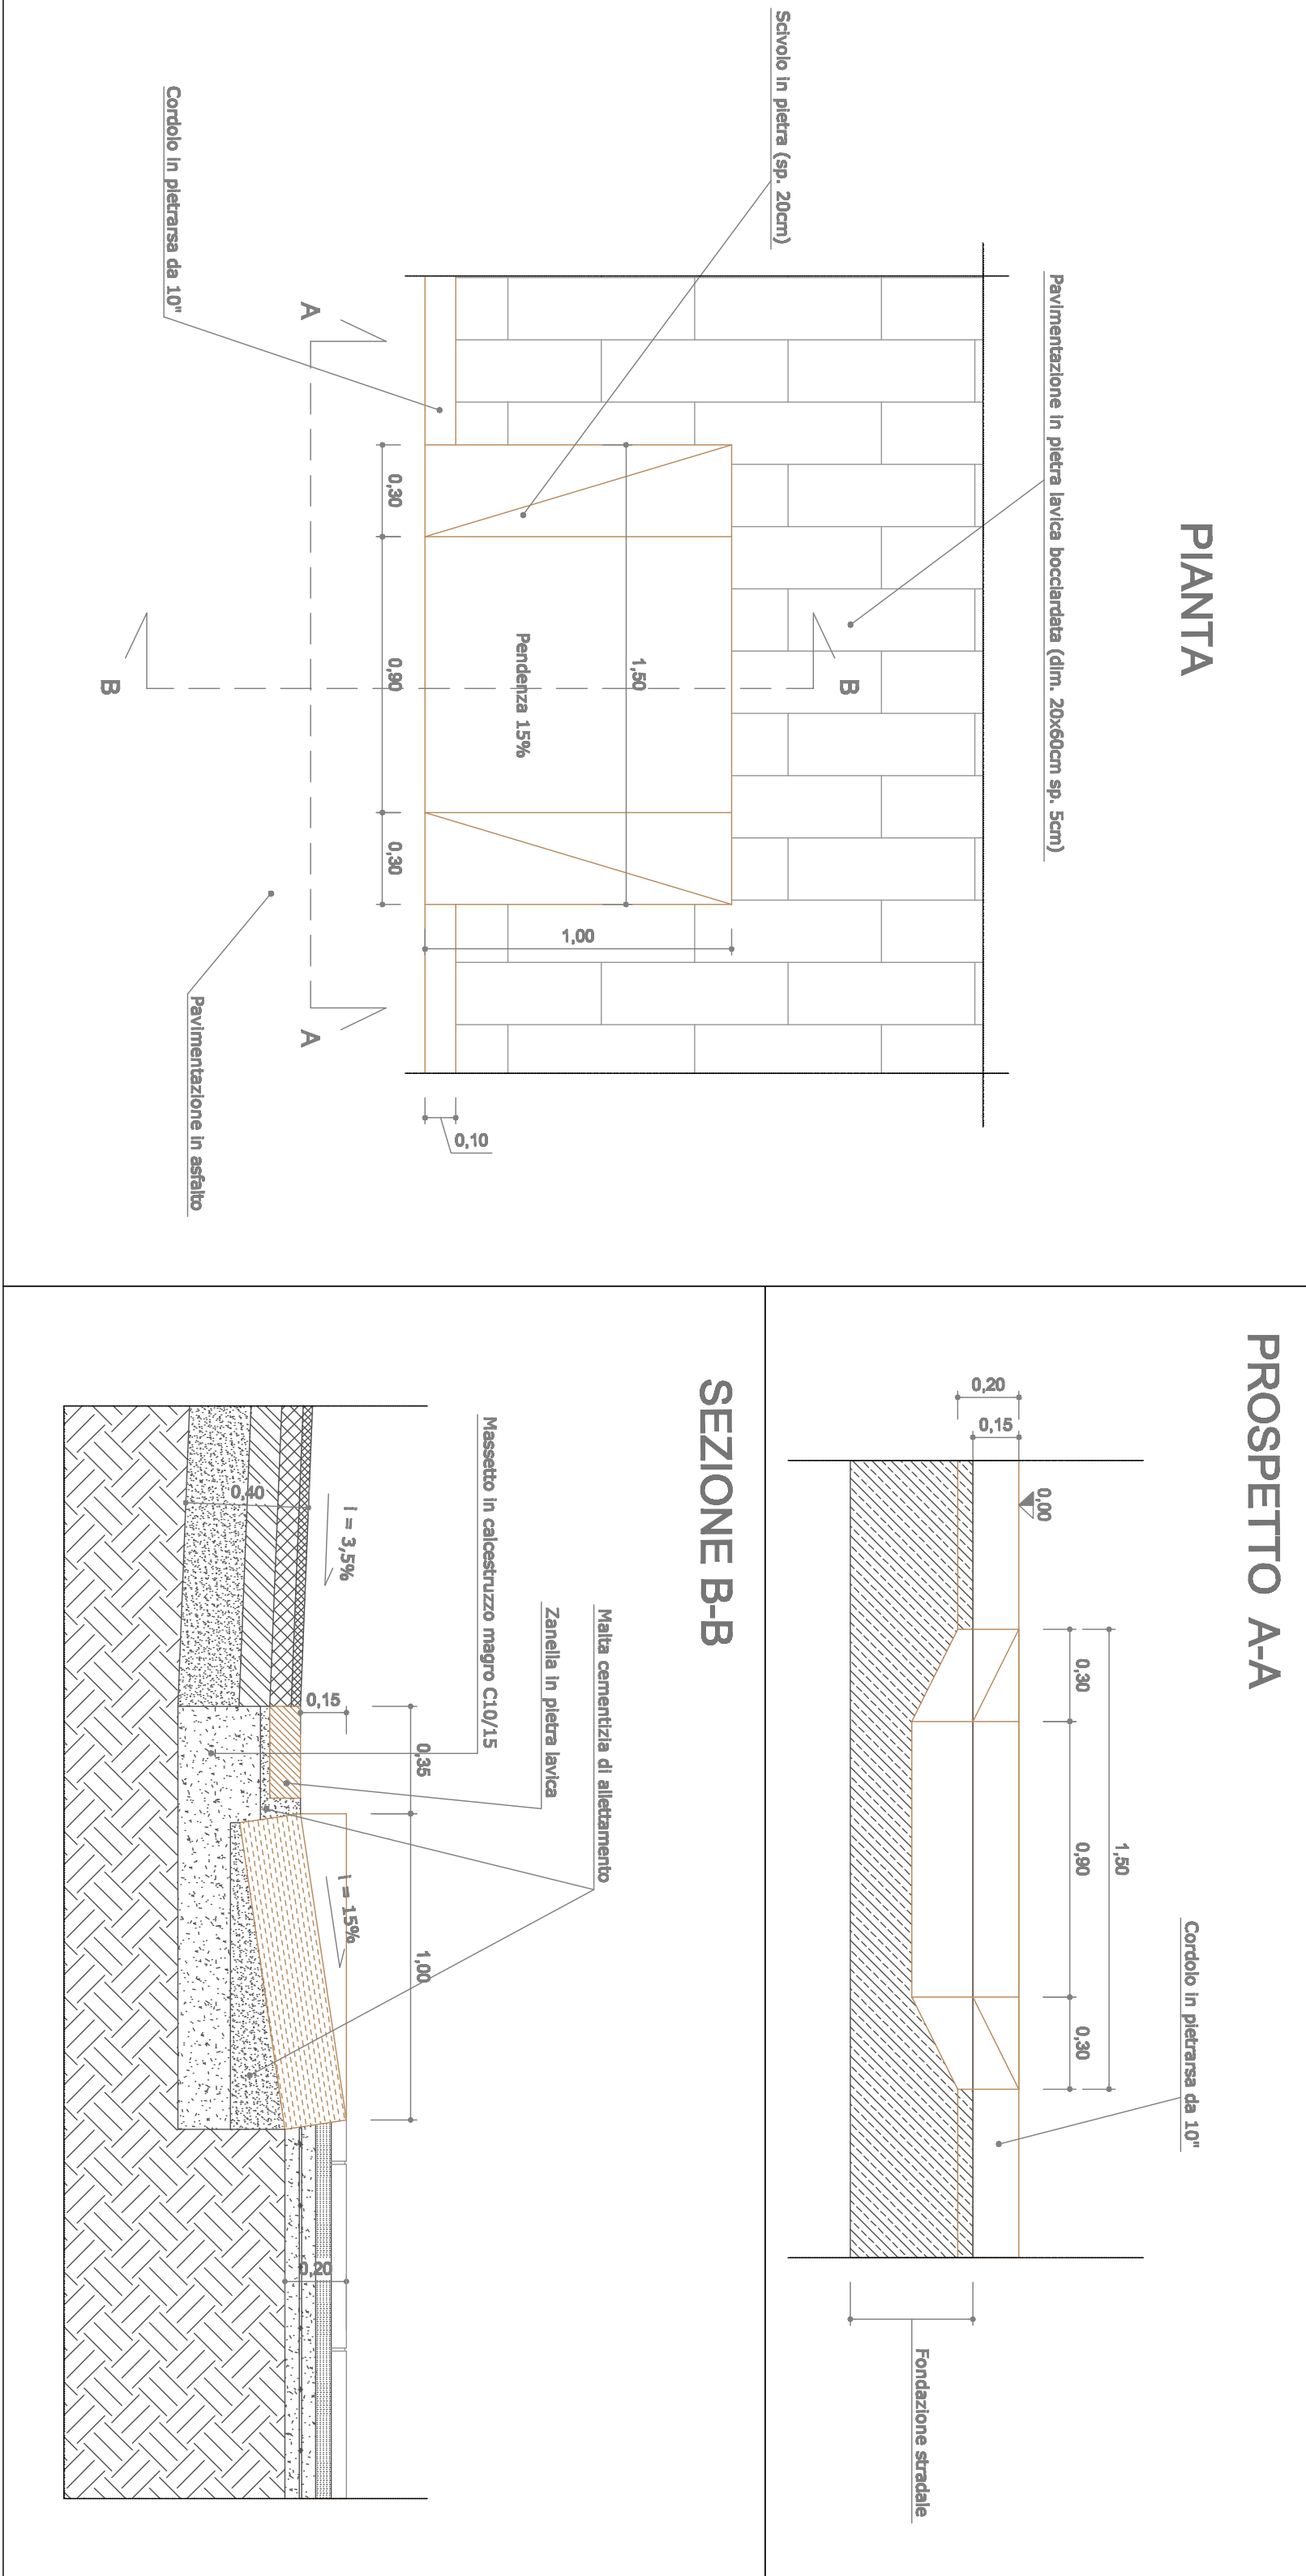 PIANTA
Pavimentazione in pietra lavica bocciardata (dim. 20x60cm sp. 5cm)
Scivolo in pietra (sp. 20cm)
B
1,50
Pendenza 15%
1,00
0,30
0,90
0,30
0,10
A
A
Cordolo in pietrarsa da 10"
Pavimentazione in asfalto
B
PROSPETTO A-A
Cordolo in pietrarsa da 10"
1,50
0,30
0,90
0,30
0,00
0,20
0,15
Fondazione stradale
SEZIONE B-B
Malta cementizia di allettamento
Zanella in pietra lavica
Massetto in calcestruzzo magro C10/15
0,35
1,00
i = 3,5%
i = 15%
0,15
0,40
0,20